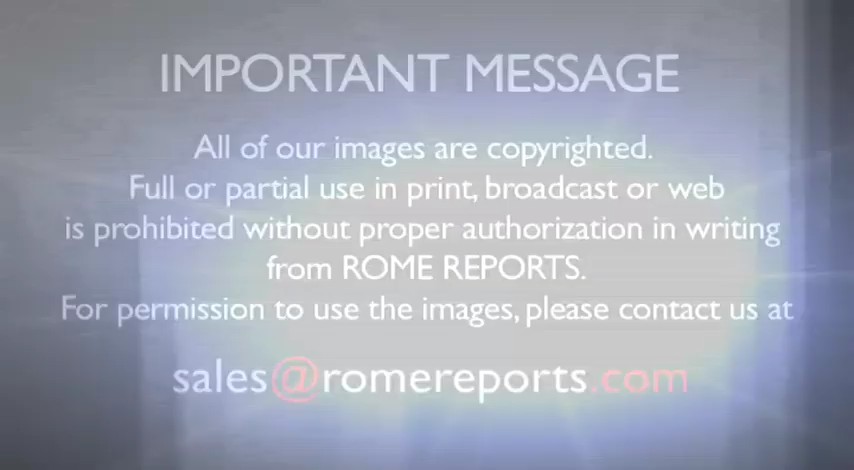 IMPORTANT MESSAGE
All of our images are copyrighted.
Full or partial use in print, broadcast or web
is prohibited without proper authorization in writing
from ROME REPORTS.
For permission to use the images, please contact us at
sales@romereports.com